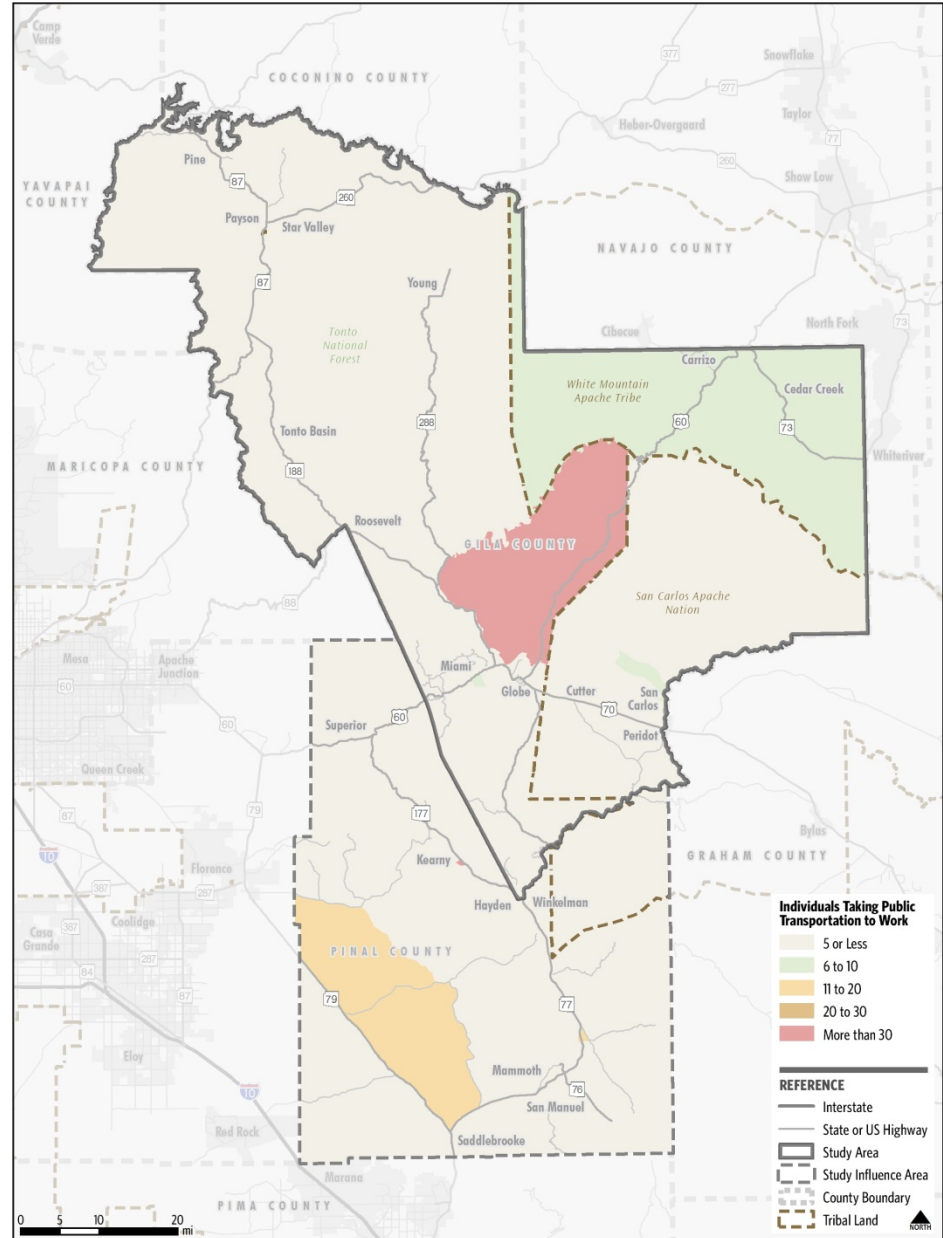 Camp
Verde
377
Snowflake
COCONINO COUNTY
277
Taylor
77
Heber-Overgaard
260
Show Low
Pine
87
YAVAPAI
COUNTY
260
Payson
Star Valley
NAVAJO COUNTY
87
Young
Cibecue
North Fork
73
Tonto
National
Forest
Carrizo
White Mountain
Apache Tribe
Cedar Creek
60
73
288
Tonto Basin
Whiteriver
MARICOPA COUNTY
188
Roosevelt
GILA COUNTY
San Carlos Apache
Nation
88
Mesa
Apache
Junction
60
Miami
Globe
Cutter
San
Carlos
70
Superior
60
60
Peridot
Queen Creek
79
177
87
Bylas
10
Kearny
GRAHAM COUNTY
Florence
387
287
Hayden
Winkelman
Coolidge
Casa
Grande
387
287
PINAL COUNTY
84
87
79
77
Eloy
Mammoth
76
10
San Manuel
Red Rock
Saddlebrooke
Marana
PIMA COUNTY
0 5 10 20
mi
Individuals Taking Public
Transportation to Work
5 or Less
6 to 10
11 to 20
20 to 30
More than 30
REFERENCE
Interstate
State or US Highway
Study Area
Study Influence Area
County Boundary
Tribal Land
NORTH